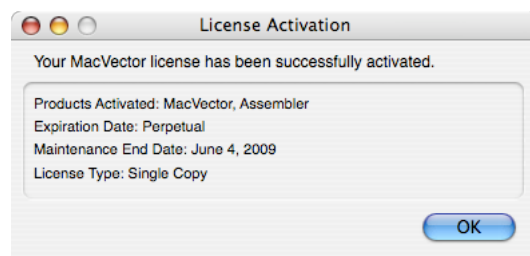 License Activation
Your MacVector license has been successfully activated.
Products Activated: MacVector, Assembler
Expiration Date: Perpetual
Maintenance End Date: June 4, 2009
License Type: Single Copy
OK